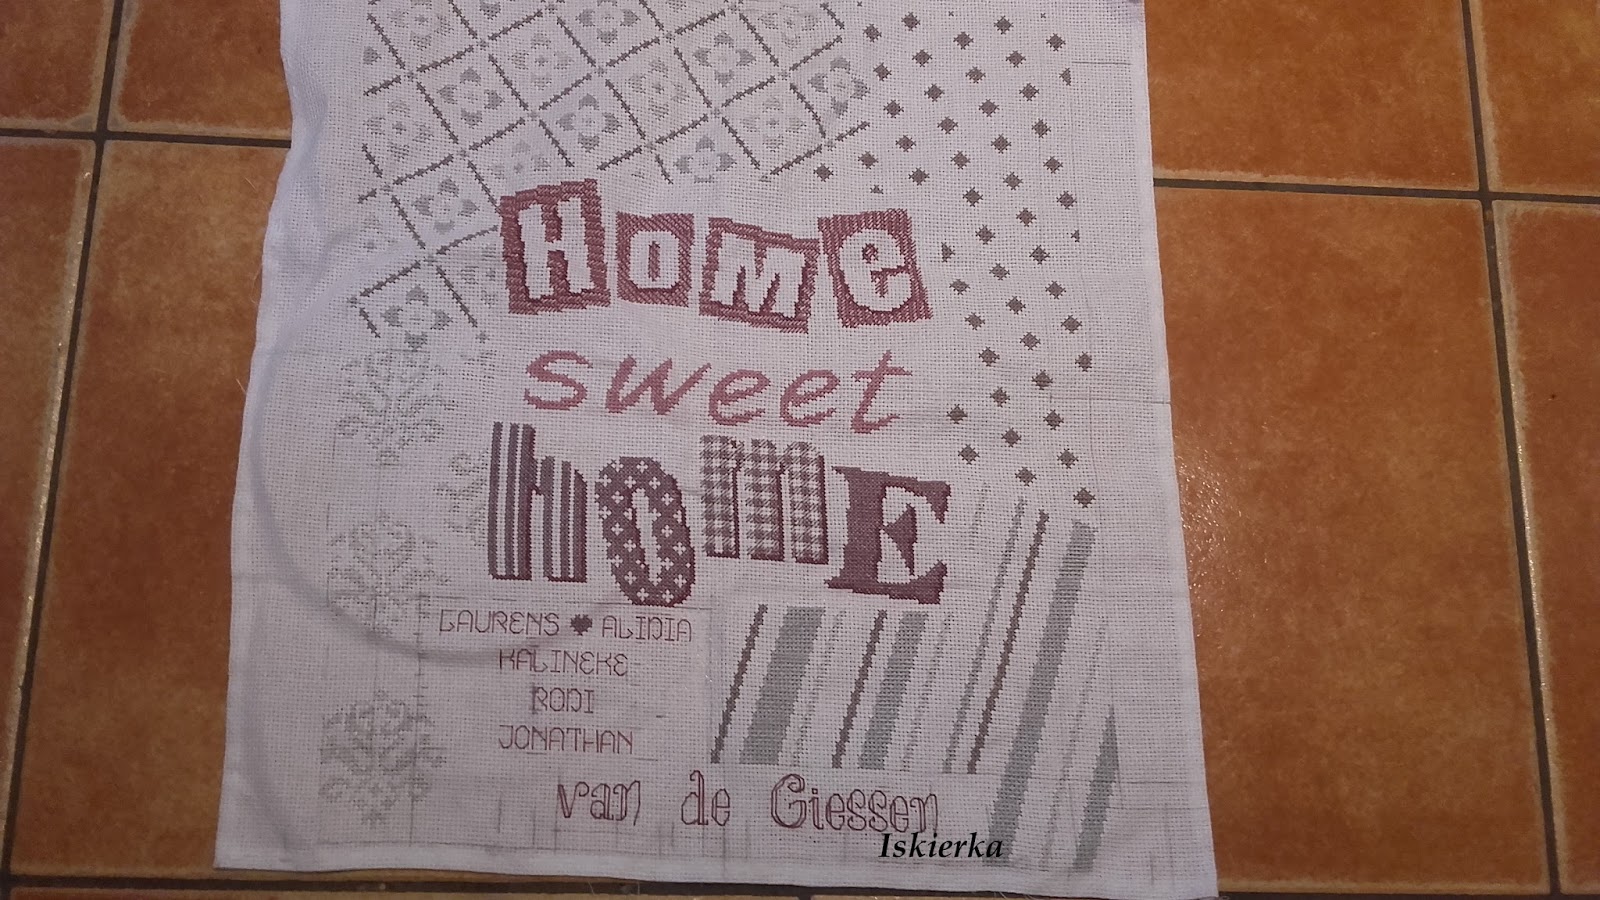 Home
sweet
home
LAURENS ♥ ALIDIA
KALINEKE
RODI
JONATHAN
van de Giessen
Iskierka